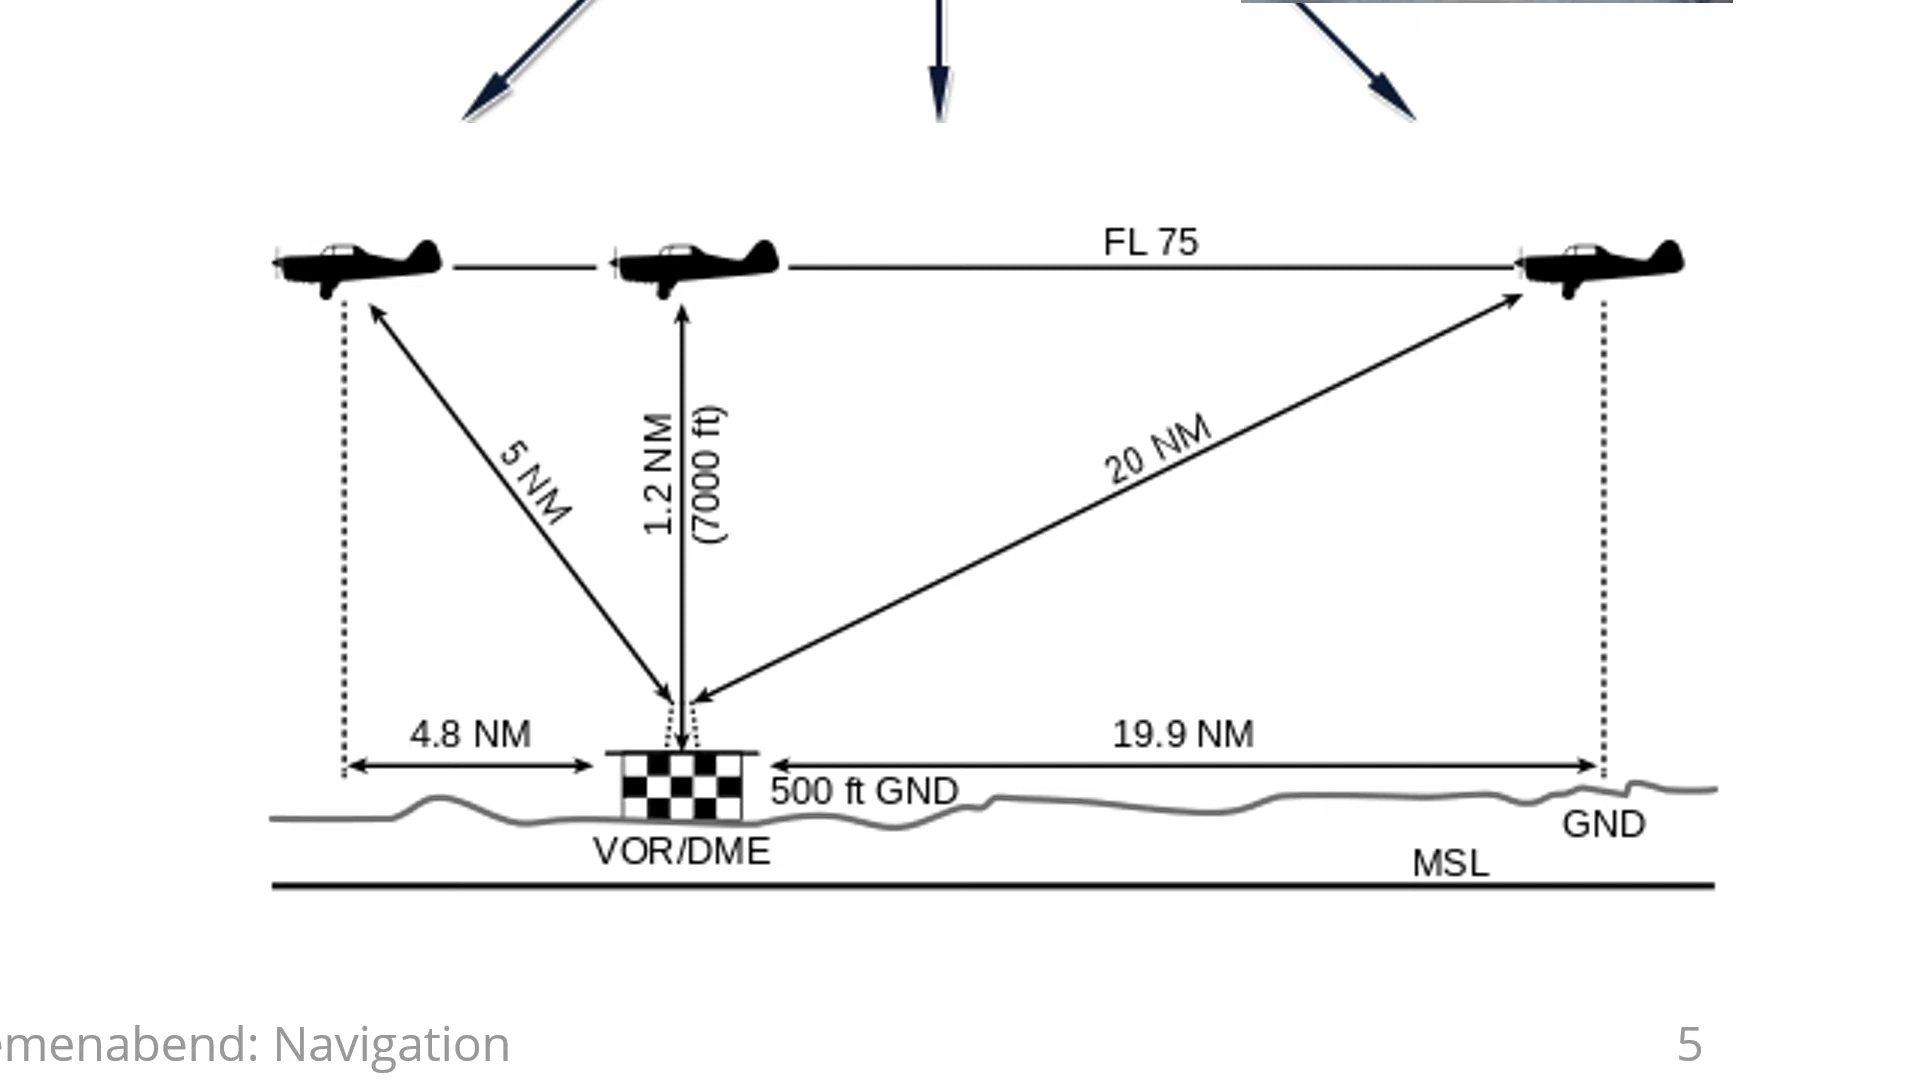 FL 75
5 NM
1.2 NM
(7000 ft)
20 NM
4.8 NM
19.9 NM
500 ft GND
GND
VOR/DME
MSL
emenabend: Navigation
5